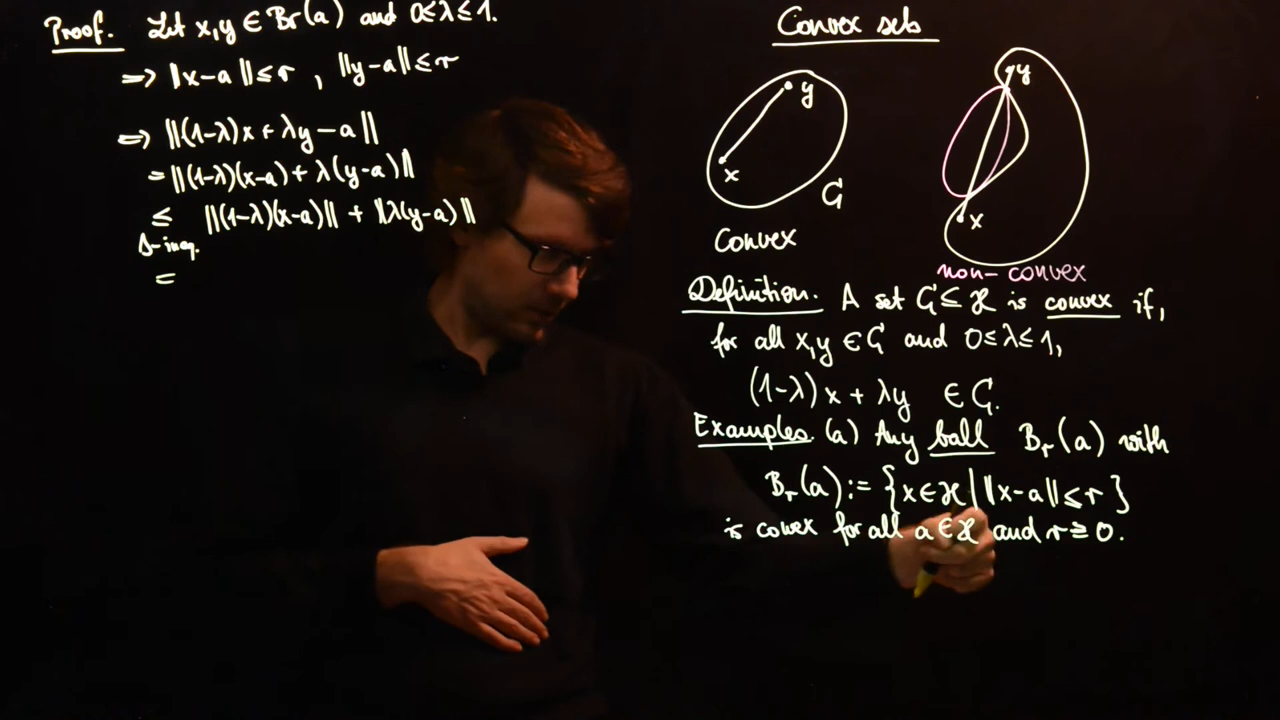 Proof. Let x,y ∈ Br(a) and 0≤λ≤1.
=> ||x-a||≤r , ||y-a||≤r
=> ||(1-λ)x + λy - a||
= ||(1-λ)(x-a) + λ(y-a)||
≤ ||(1-λ)(x-a)|| + ||λ(y-a)||
Δ-ineq.
=
Convex sets
y
x
G
Convex
y
x
non-convex
Definition. A set G ⊆ H is convex if,
for all x,y ∈ G and 0≤λ≤1,
(1-λ)x + λy ∈ G.
Examples. (a) Any ball Br(a) with
Br(a) := {x ∈ H | ||x-a|| ≤ r}
is covex for all a ∈ H and r ≥ 0.